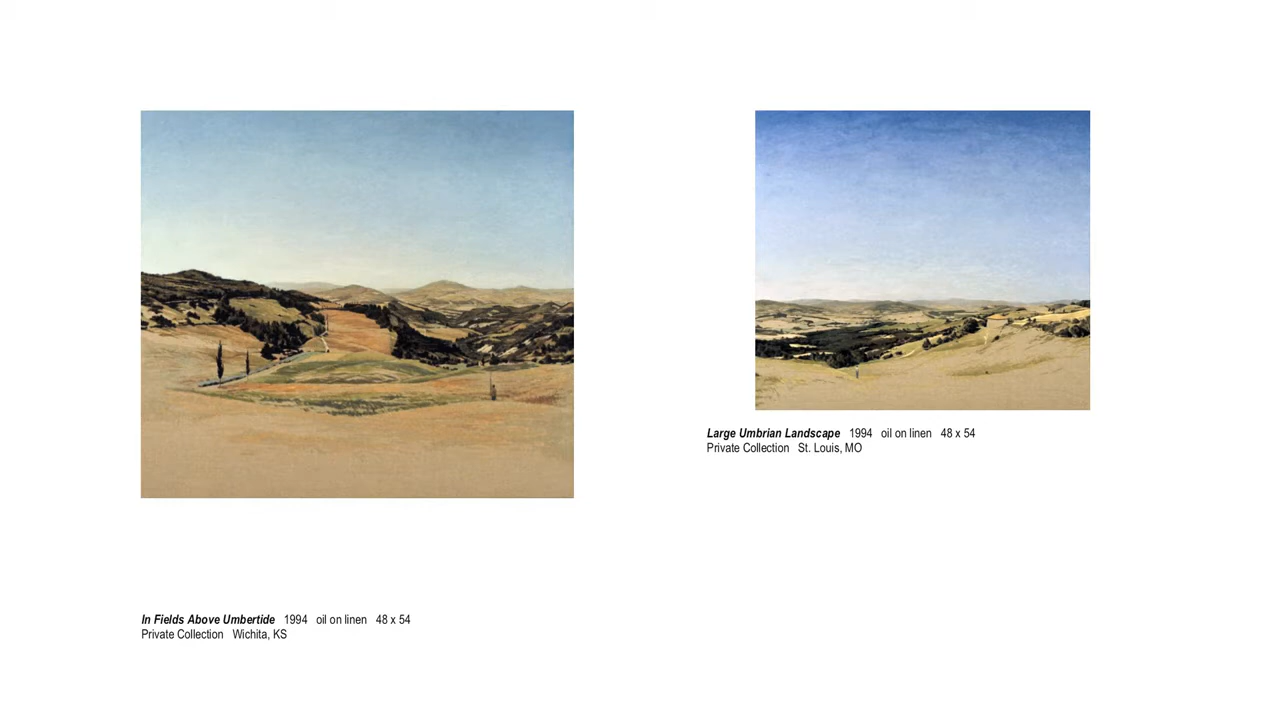 Large Umbrian Landscape 1994 oil on linen 48 x 54
Private Collection St. Louis, MO
In Fields Above Umbertide 1994 oil on linen 48 x 54
Private Collection Wichita, KS